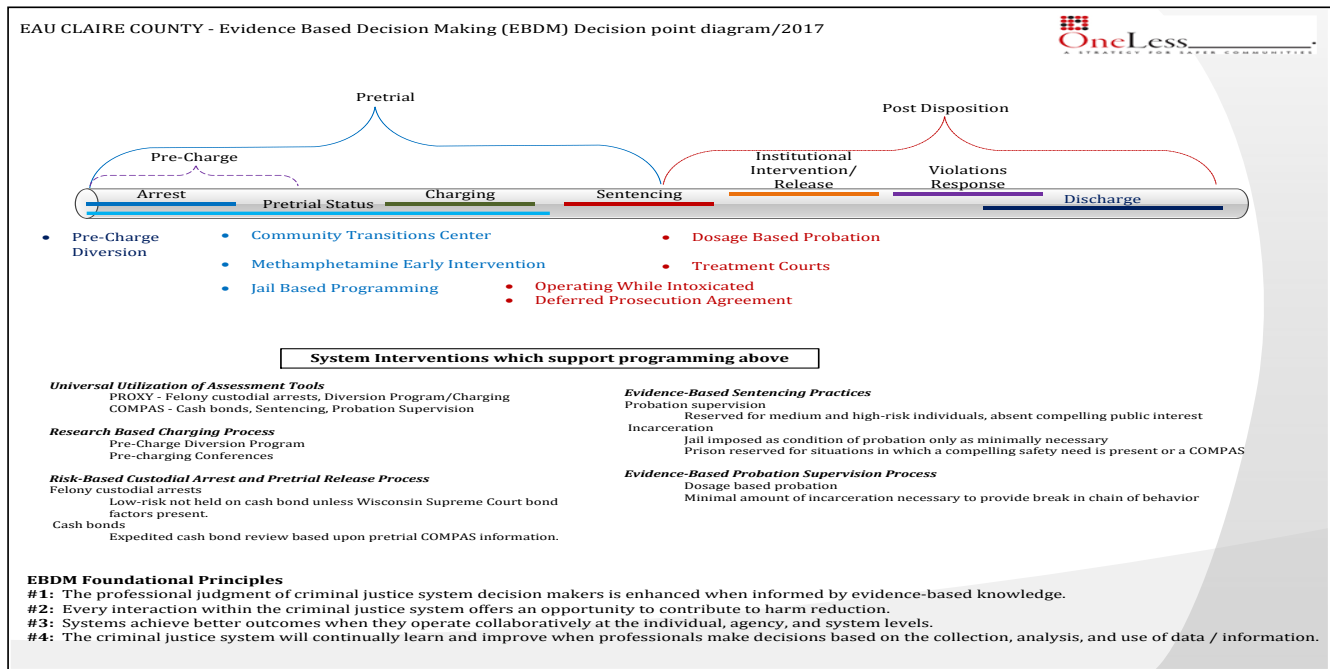 EAU CLAIRE COUNTY - Evidence Based Decision Making (EBDM) Decision point diagram/2017
OneLess
A STRATEGY FOR SAFER COMMUNITIES
Pretrial
Post Disposition
Pre-Charge
Institutional
Intervention/
Release
Violations
Response
Arrest
Pretrial Status
Charging
Sentencing
Discharge
• Pre-Charge
Diversion
• Community Transitions Center
• Methamphetamine Early Intervention
• Jail Based Programming
• Dosage Based Probation
• Treatment Courts
• Operating While Intoxicated
• Deferred Prosecution Agreement
System Interventions which support programming above
Universal Utilization of Assessment Tools
PROXY - Felony custodial arrests, Diversion Program/Charging
COMPAS - Cash bonds, Sentencing, Probation Supervision
Research Based Charging Process
Pre-Charge Diversion Program
Pre-charging Conferences
Risk-Based Custodial Arrest and Pretrial Release Process
Felony custodial arrests
Low-risk not held on cash bond unless Wisconsin Supreme Court bond
factors present.
Cash bonds
Expedited cash bond review based upon pretrial COMPAS information.
Evidence-Based Sentencing Practices
Probation supervision
Reserved for medium and high-risk individuals, absent compelling public interest
Incarceration
Jail imposed as condition of probation only as minimally necessary
Prison reserved for situations in which a compelling safety need is present or a COMPAS
Evidence-Based Probation Supervision Process
Dosage based probation
Minimal amount of incarceration necessary to provide break in chain of behavior
EBDM Foundational Principles
#1: The professional judgment of criminal justice system decision makers is enhanced when informed by evidence-based knowledge.
#2: Every interaction within the criminal justice system offers an opportunity to contribute to harm reduction.
#3: Systems achieve better outcomes when they operate collaboratively at the individual, agency, and system levels.
#4: The criminal justice system will continually learn and improve when professionals make decisions based on the collection, analysis, and use of data / information.